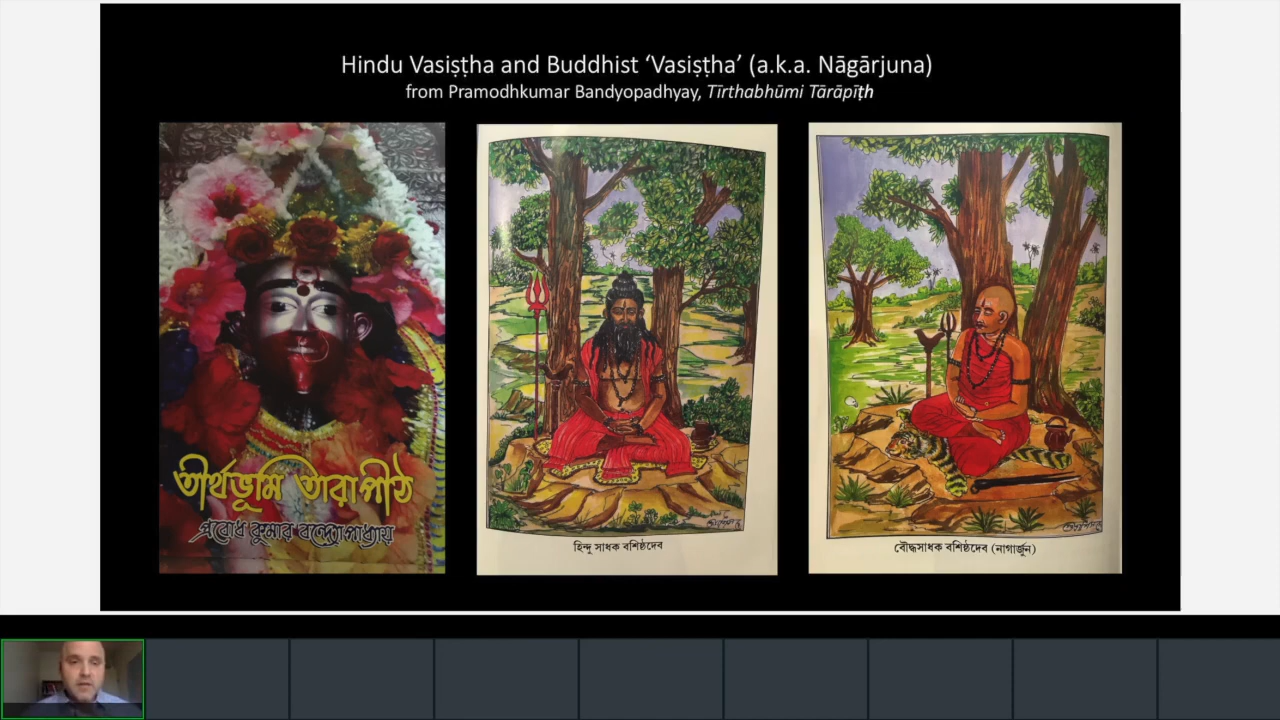 Hindu Vasiṣṭha and Buddhist ‘Vasiṣṭha’ (a.k.a. Nāgārjuna)
from Pramodhkumar Bandyopadhyay, Tīrthabhūmi Tārāpīṭh
তীর্থভূমি তারাপীঠ
প্রবোধ কুমার বন্দ্যোপাধ্যায়
হিন্দু সাধক বশিষ্ঠদেব
বৌদ্ধসাধক বশিষ্ঠদেব (নাগার্জুন)